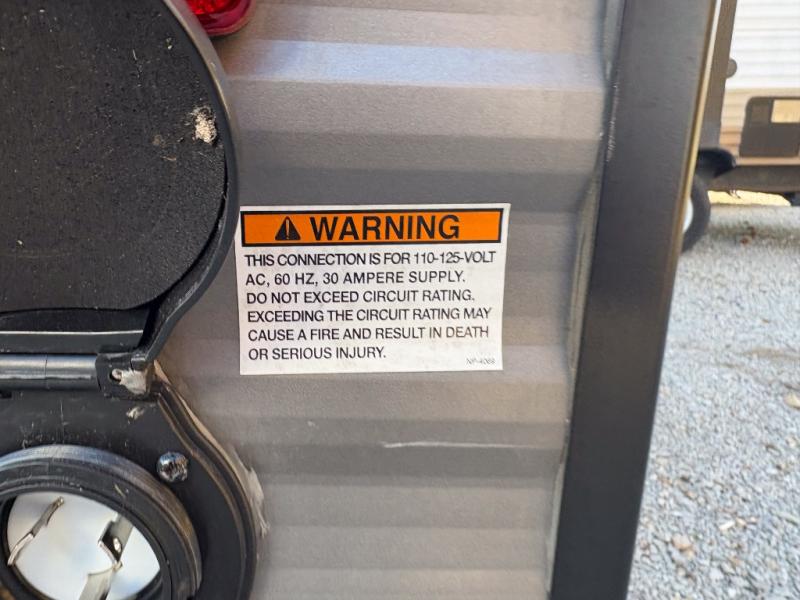 WARNING
THIS CONNECTION IS FOR 110-125-VOLT
AC, 60 HZ, 30 AMPERE SUPPLY.
DO NOT EXCEED CIRCUIT RATING.
EXCEEDING THE CIRCUIT RATING MAY
CAUSE A FIRE AND RESULT IN DEATH
OR SERIOUS INJURY.
NP-4068